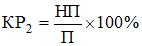 КР₂ = НП/П × 100%